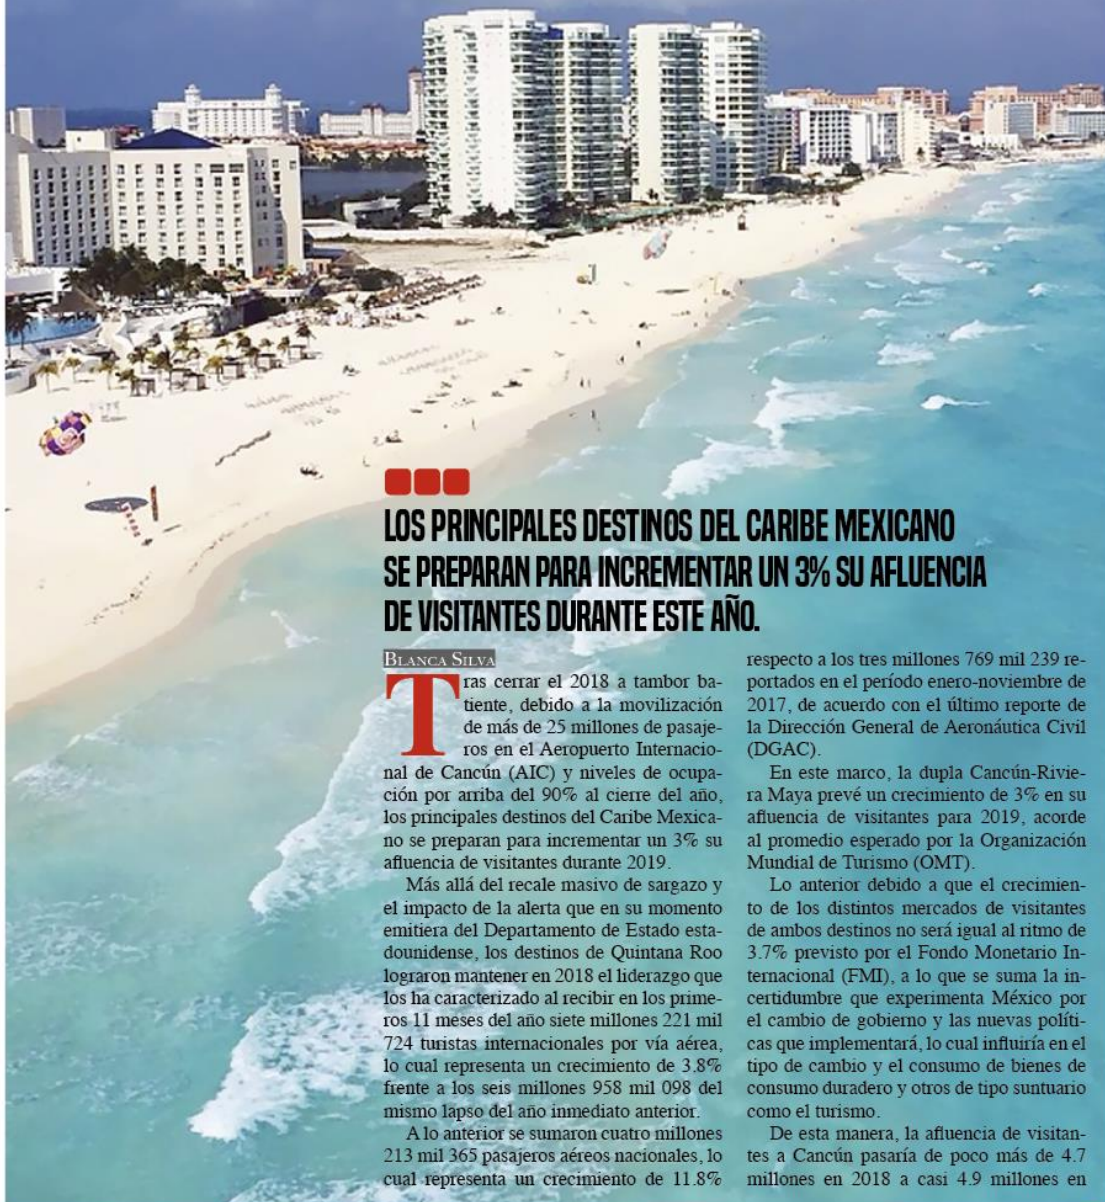 LOS PRINCIPALES DESTINOS DEL CARIBE MEXICANO
SE PREPARAN PARA INCREMENTAR UN 3% SU AFLUENCIA
DE VISITANTES DURANTE ESTE AÑO.
BLANCA SILVA
Tras cerrar el 2018 a tambor ba-
tiente, debido a la movilización
de más de 25 millones de pasaje-
ros en el Aeropuerto Internacio-
nal de Cancún (AIC) y niveles de ocupa-
ción por arriba del 90% al cierre del año,
los principales destinos del Caribe Mexica-
no se preparan para incrementar un 3% su
afluencia de visitantes durante 2019.
Más allá del recale masivo de sargazo y
el impacto de la alerta que en su momento
emitiera del Departamento de Estado esta-
dounidense, los destinos de Quintana Roo
lograron mantener en 2018 el liderazgo que
los ha caracterizado al recibir en los prime-
ros 11 meses del año siete millones 221 mil
724 turistas internacionales por vía aérea,
lo cual representa un crecimiento de 3.8%
frente a los seis millones 958 mil 098 del
mismo lapso del año inmediato anterior.
A lo anterior se sumaron cuatro millones
213 mil 365 pasajeros aéreos nacionales, lo
cual representa un crecimiento de 11.8%
respecto a los tres millones 769 mil 239 re-
portados en el período enero-noviembre de
2017, de acuerdo con el último reporte de
la Dirección General de Aeronáutica Civil
(DGAC).
En este marco, la dupla Cancún-Rivie-
ra Maya prevé un crecimiento de 3% en su
afluencia de visitantes para 2019, acorde
al promedio esperado por la Organización
Mundial de Turismo (OMT).
Lo anterior debido a que el crecimien-
to de los distintos mercados de visitantes
de ambos destinos no será igual al ritmo de
3.7% previsto por el Fondo Monetario In-
ternacional (FMI), a lo que se suma la in-
certidumbre que experimenta México por
el cambio de gobierno y las nuevas políti-
cas que implementará, lo cual influiría en el
tipo de cambio y el consumo de bienes de
consumo duradero y otros de tipo suntuario
como el turismo.
De esta manera, la afluencia de visitan-
tes a Cancún pasaría de poco más de 4.7
millones en 2018 a casi 4.9 millones en